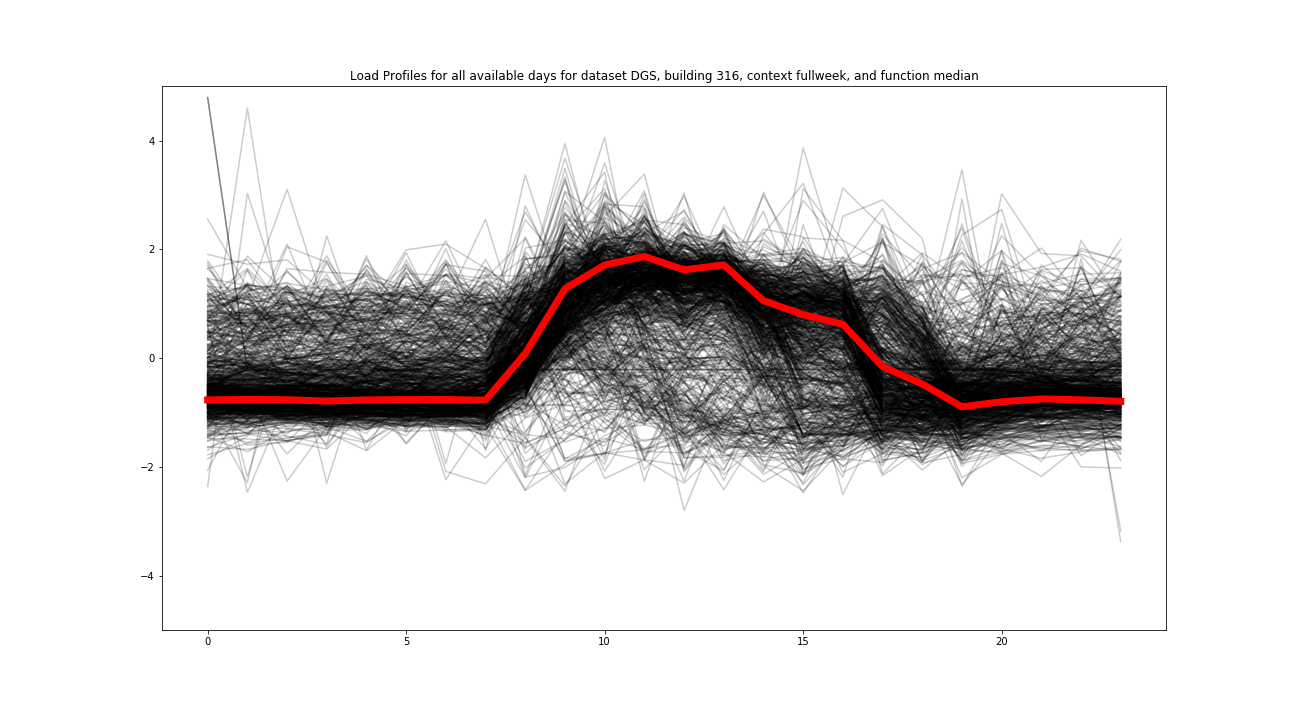 Load Profiles for all available days for dataset DGS, building 316, context fullweek, and function median
4
2
0
−2
−4
0 5 10 15 20